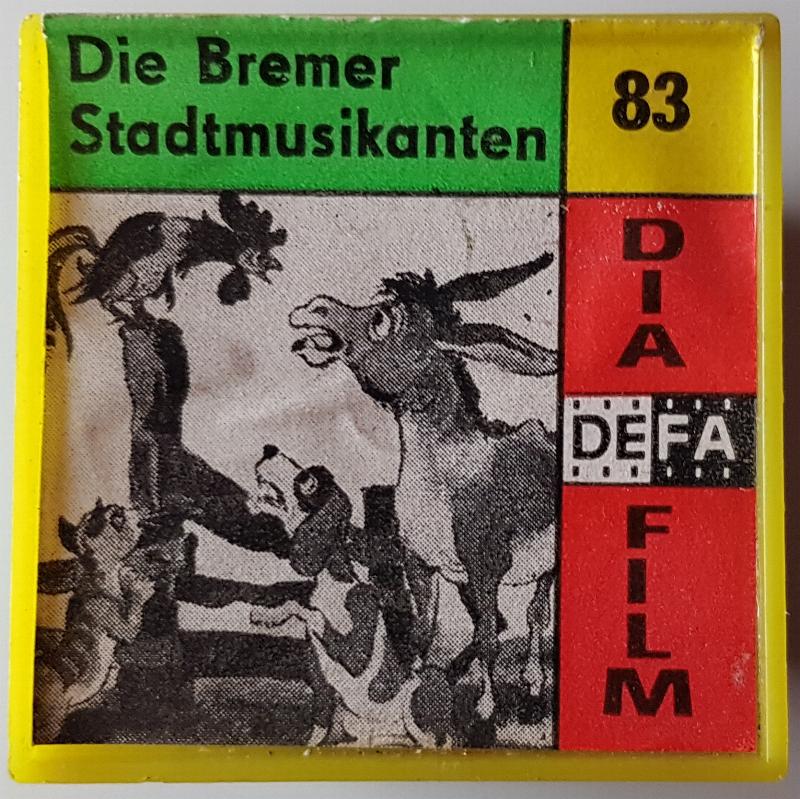 Die Bremer
Stadtmusikanten
83
DIA
DEFA
FILM